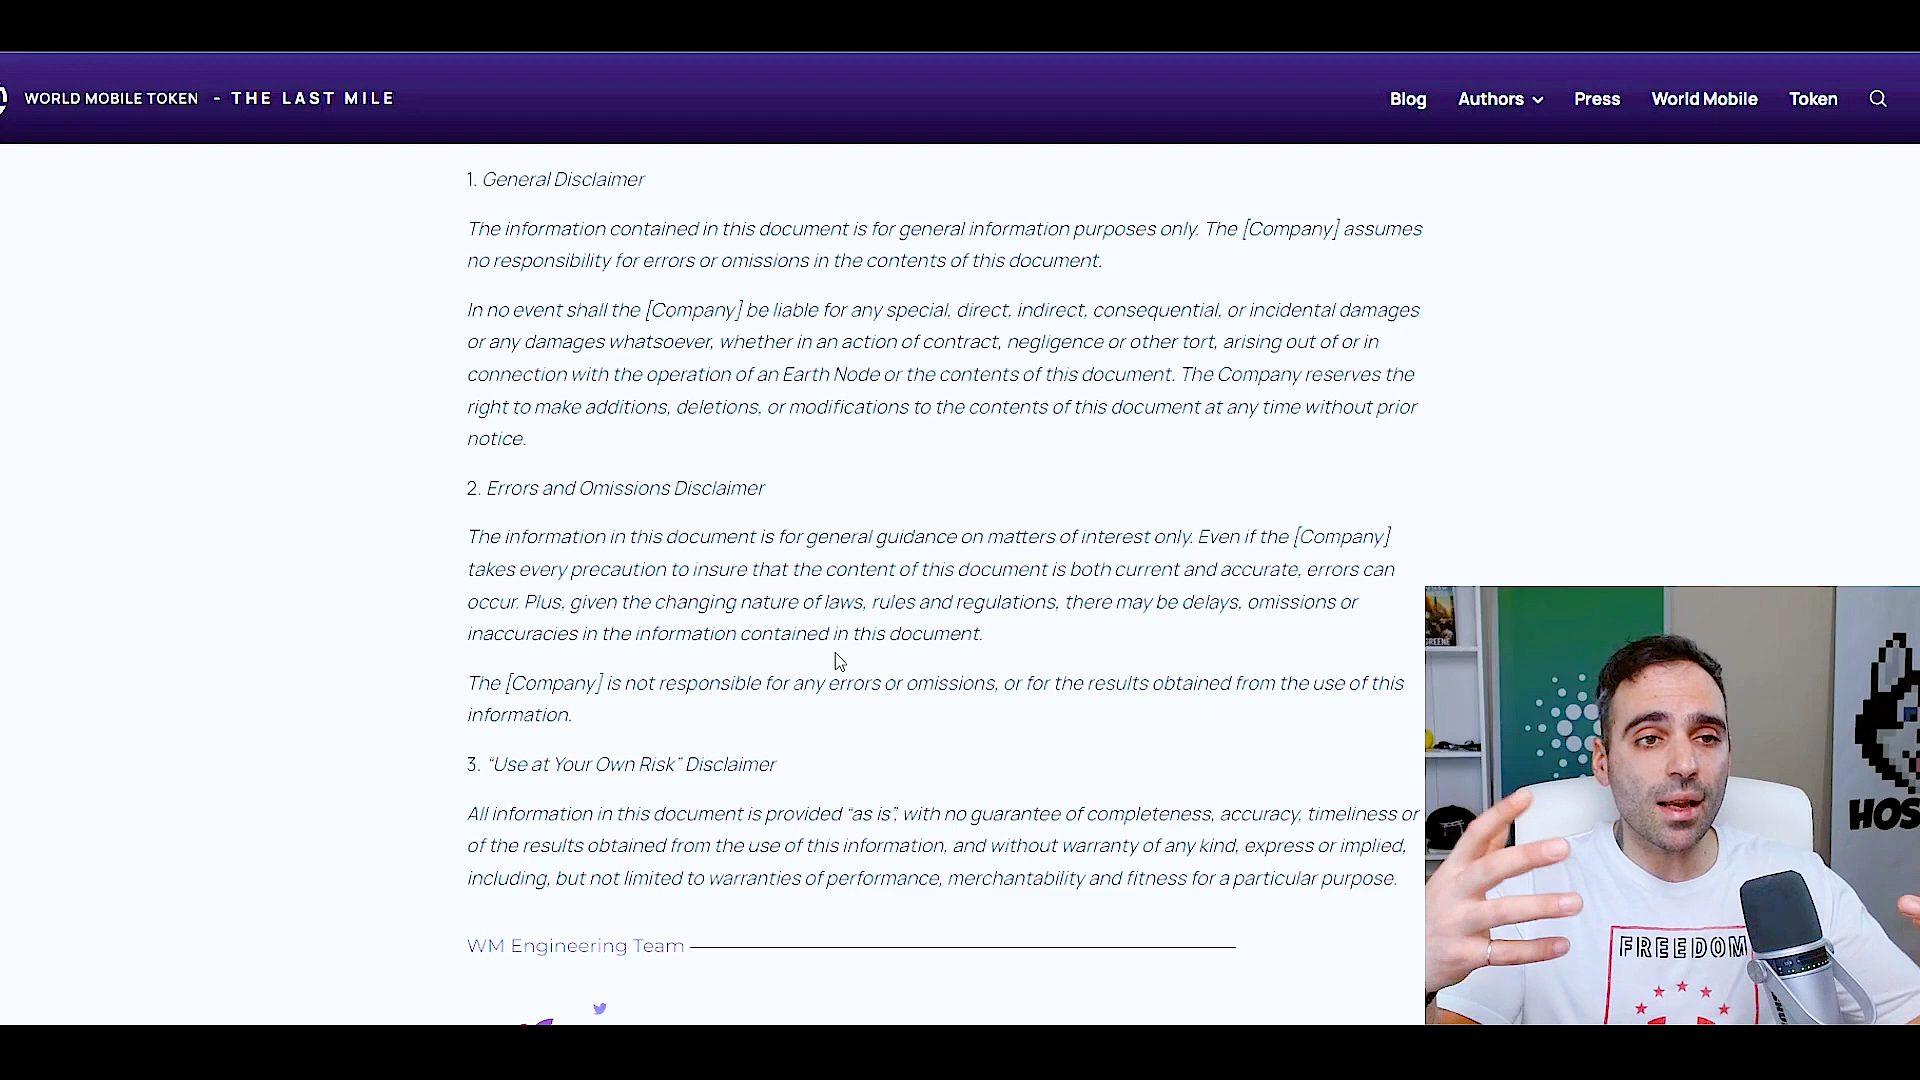 WORLD MOBILE TOKEN - THE LAST MILE
Blog Authors Press World Mobile Token
1. General Disclaimer
The information contained in this document is for general information purposes only. The [Company] assumes
no responsibility for errors or omissions in the contents of this document.
In no event shall the [Company] be liable for any special, direct, indirect, consequential, or incidental damages
or any damages whatsoever, whether in an action of contract, negligence or other tort, arising out of or in
connection with the operation of an Earth Node or the contents of this document. The Company reserves the
right to make additions, deletions, or modifications to the contents of this document at any time without prior
notice.
2. Errors and Omissions Disclaimer
The information in this document is for general guidance on matters of interest only. Even if the [Company]
takes every precaution to insure that the content of this document is both current and accurate, errors can
occur. Plus, given the changing nature of laws, rules and regulations, there may be delays, omissions or
inaccuracies in the information contained in this document.
The [Company] is not responsible for any errors or omissions, or for the results obtained from the use of this
information.
3. “Use at Your Own Risk” Disclaimer
All information in this document is provided “as is”, with no guarantee of completeness, accuracy, timeliness or
of the results obtained from the use of this information, and without warranty of any kind, express or implied,
including, but not limited to warranties of performance, merchantability and fitness for a particular purpose.
WM Engineering Team
GREENE
HOS
FREEDOM